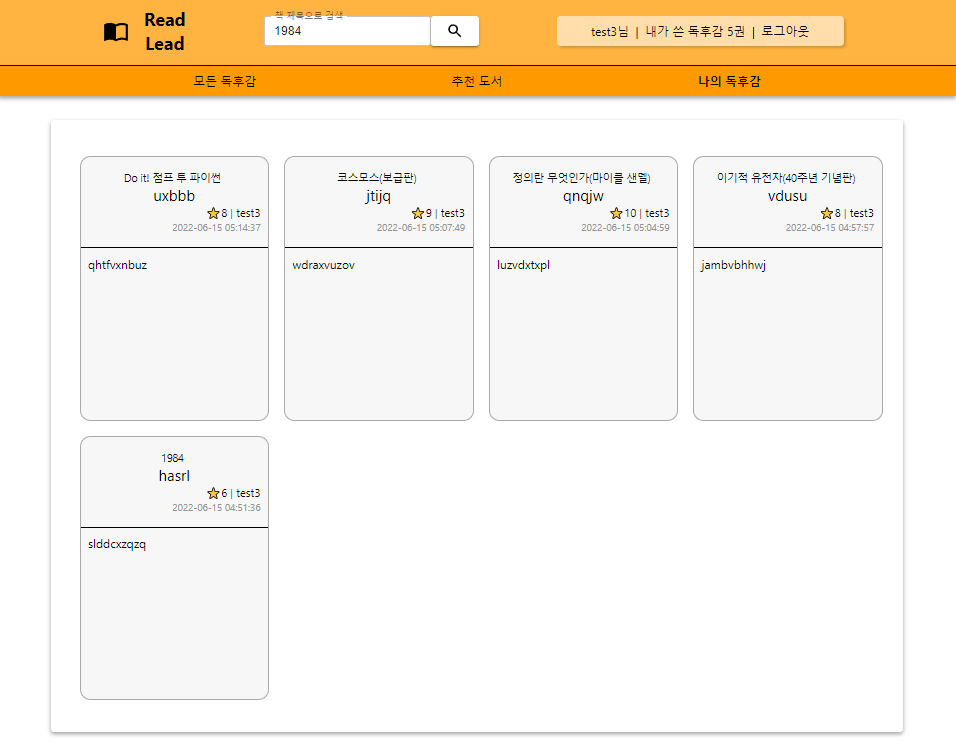 Read
Lead
책 제목으로 검색
1984
test3님 | 내가 쓴 독후감 5권 | 로그아웃
모든 독후감
추천 도서
나의 독후감
Do it! 점프 투 파이썬
uxbbb
8 | test3
2022-06-15 05:14:37
qhtfvxnbuz
코스모스(보급판)
jtijq
9 | test3
2022-06-15 05:07:49
wdraxvuzov
정의란 무엇인가(마이클 샌델)
qnqjw
10 | test3
2022-06-15 05:04:59
luzvdxtxpl
이기적 유전자(40주년 기념판)
vdusu
8 | test3
2022-06-15 04:57:57
jambvbhhwj
1984
hasrl
6 | test3
2022-06-15 04:51:36
slddcxzqzq